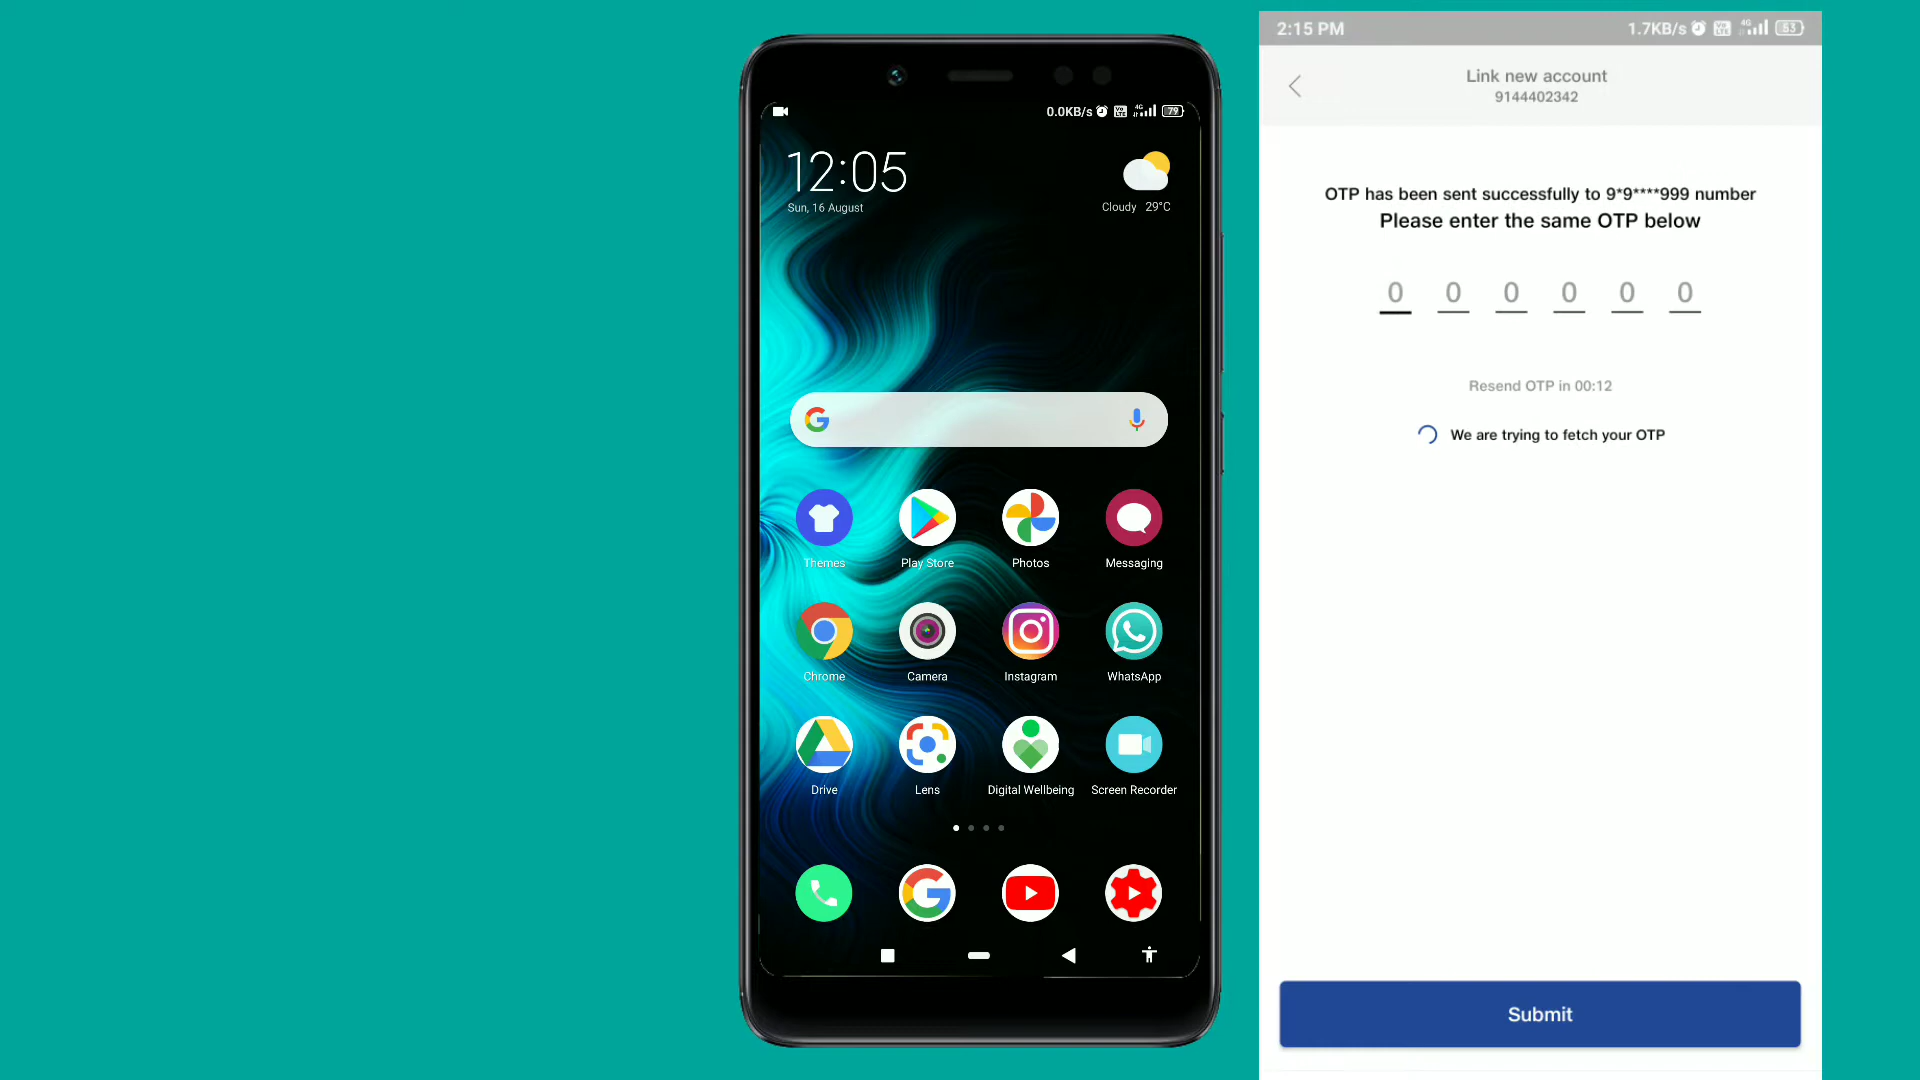 0.0KB/s
79
12:05
Sun, 16 August
Cloudy 29°C
Themes
Play Store
Photos
Messaging
Chrome
Camera
Instagram
WhatsApp
Drive
Lens
Digital Wellbeing
Screen Recorder
2:15 PM
1.7KB/s
4G
53
Link new account
9144402342
OTP has been sent successfully to 9*9****999 number
Please enter the same OTP below
0 0 0 0 0 0
Resend OTP in 00:12
We are trying to fetch your OTP
Submit